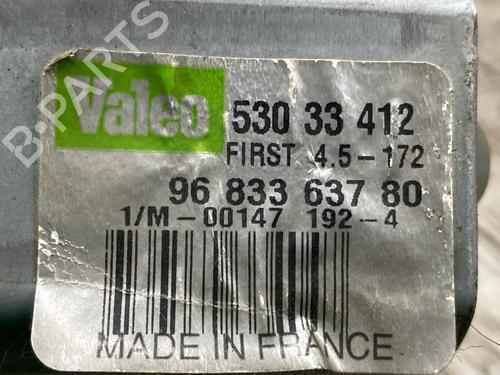 Valeo 530 33 412
FIRST 4.5-172
96 833 637 80
1/M-00147 192-4
MADE IN FRANCE
B-PARTS